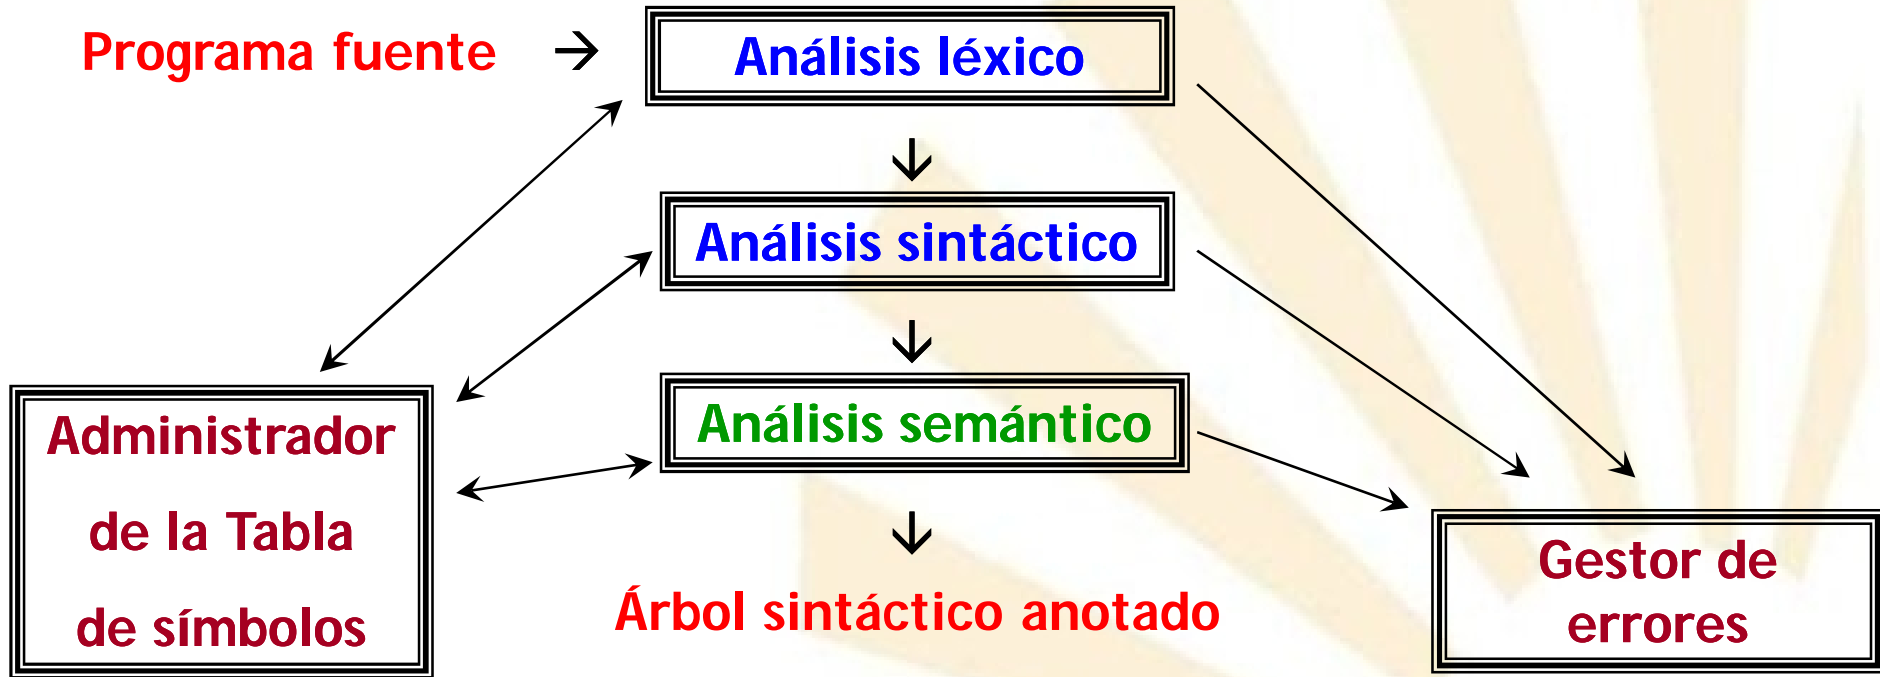 Programa fuente → Análisis léxico
Análisis sintáctico
Análisis semántico
Administrador
de la Tabla
de símbolos
Árbol sintáctico anotado
Gestor de
errores